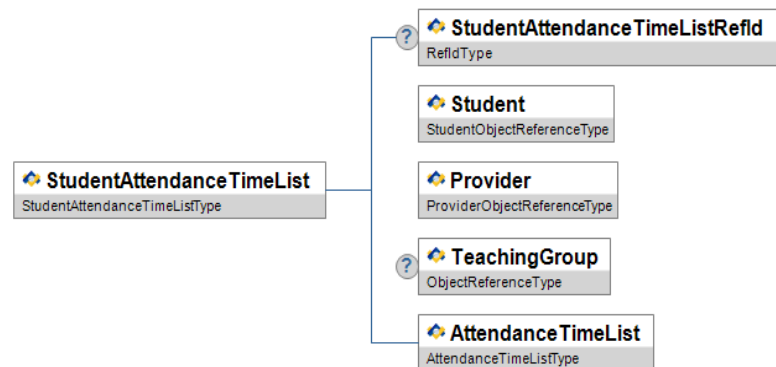 StudentAttendanceTimeList
StudentAttendanceTimeListType
?
StudentAttendanceTimeListRefId
RefIdType
Student
StudentObjectReferenceType
Provider
ProviderObjectReferenceType
?
TeachingGroup
ObjectReferenceType
AttendanceTimeList
AttendanceTimeListType